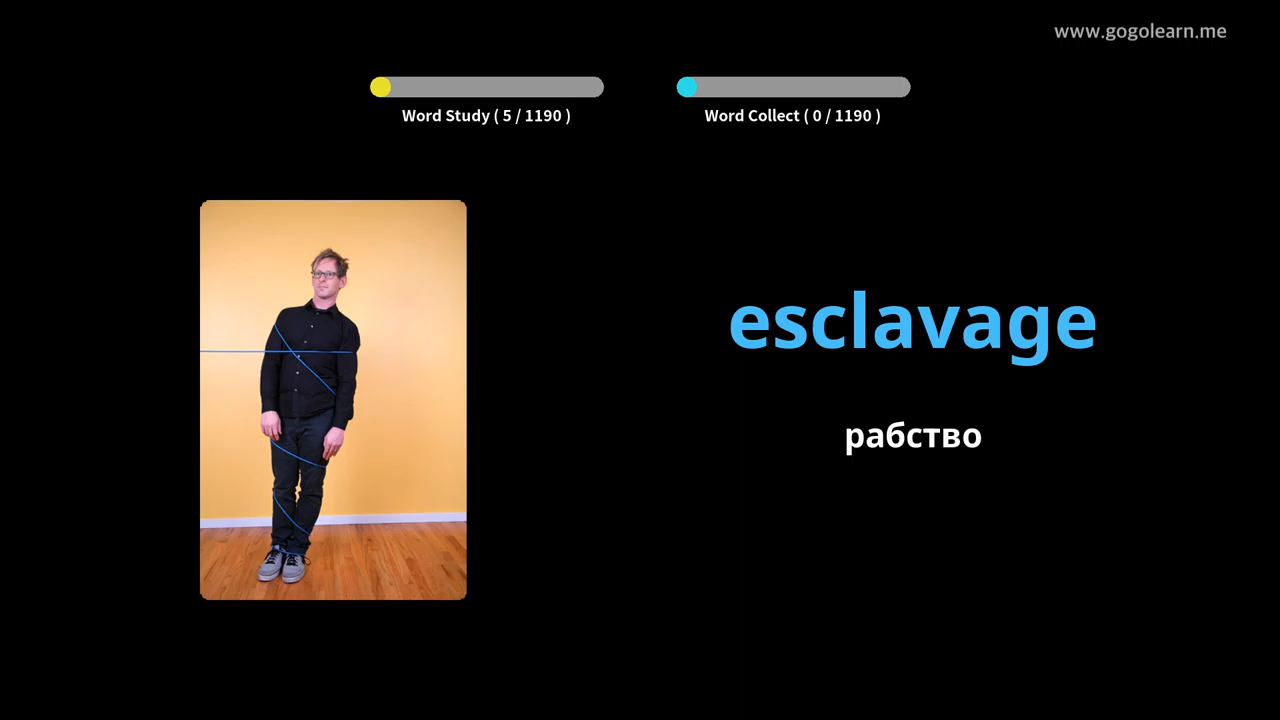 www.gogolearn.me
Word Study ( 5 / 1190 )
Word Collect ( 0 / 1190 )
esclavage
рабство